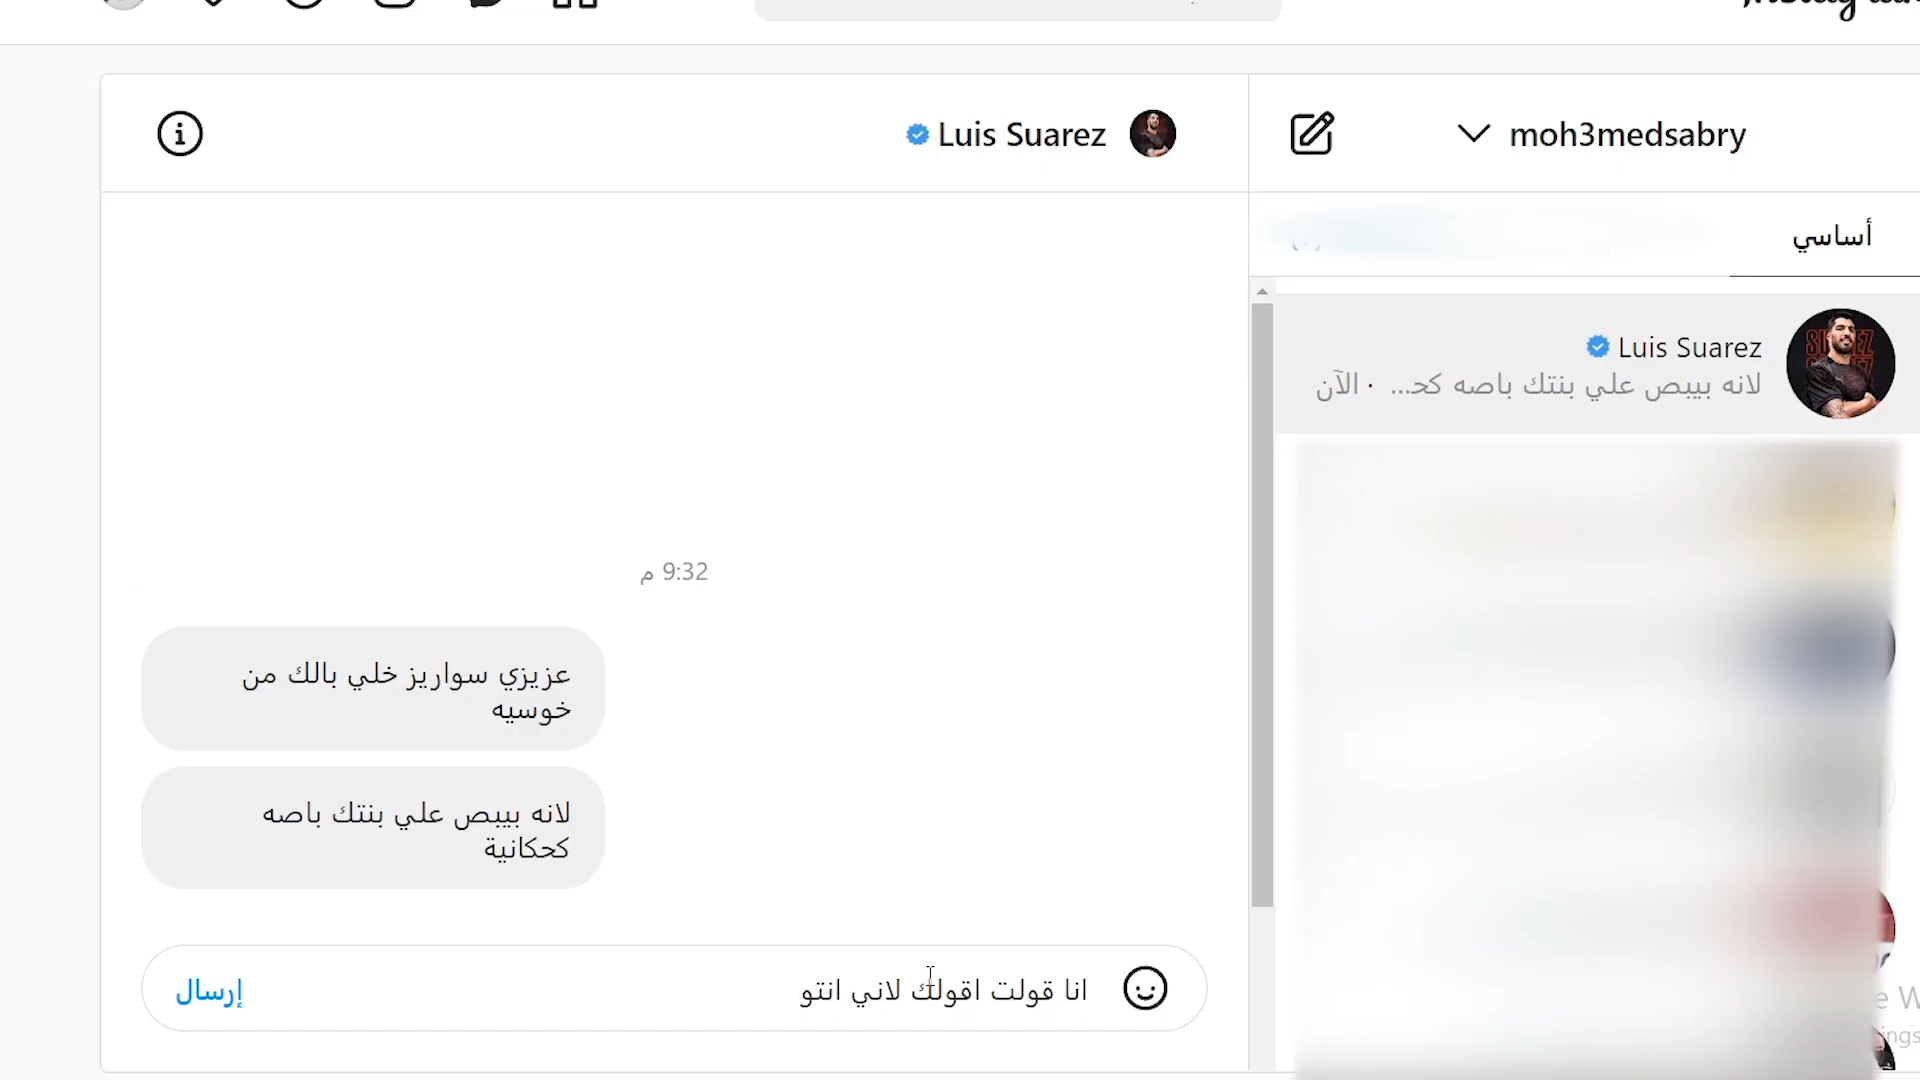 Luis Suarez
moh3medsabry
أساسي
Luis Suarez
لانه بيبص علي بنتك باصه كحـ... · الآن
9:32 م
عزيزي سواريز خلي بالك من
خوسيه
لانه بيبص علي بنتك باصه
كحكانية
انا قولت اقولك لاني انتو
إرسال